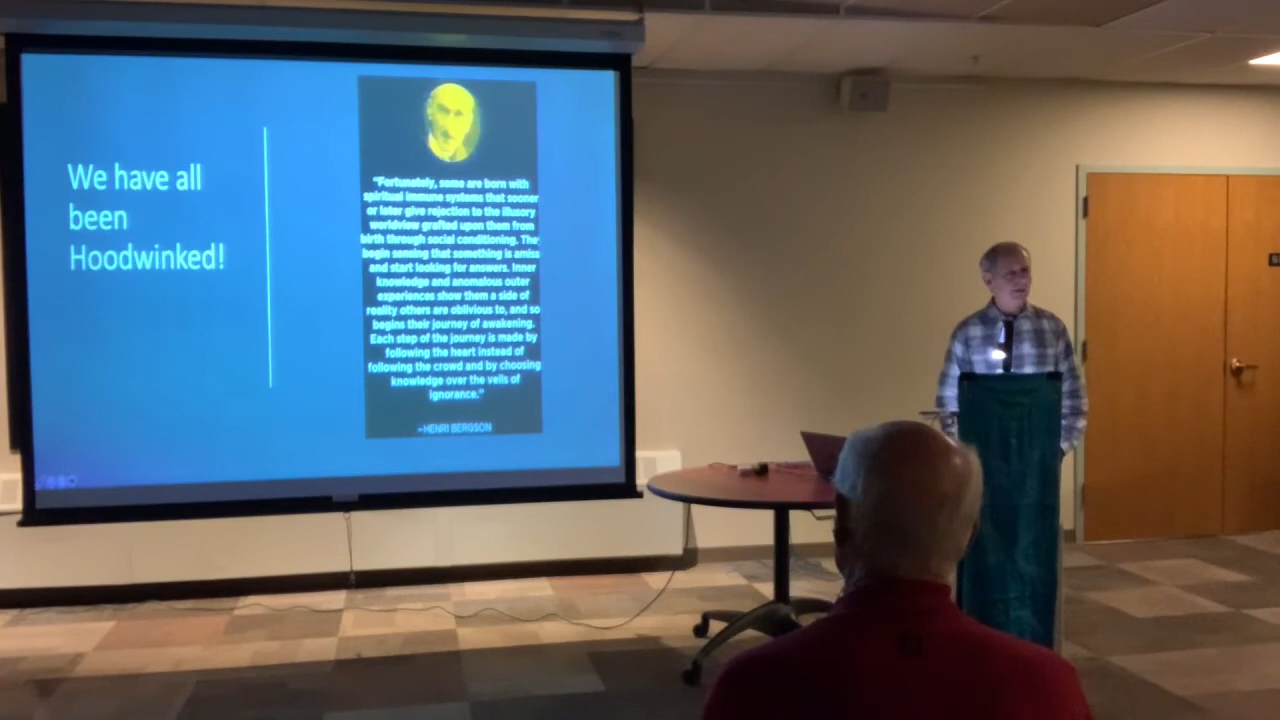 We have all
been
Hoodwinked!
"Fortunately, some are born with
spiritual immune systems that sooner
or later give rejection to the illusory
worldview grafted upon them from
birth through social conditioning. They
begin sensing that something is amiss
and start looking for answers. Inner
knowledge and anomalous outer
experiences show them a side of
reality others are oblivious to, and so
begins their journey of awakening.
Each step of the journey is made by
following the heart instead of
following the crowd and by choosing
knowledge over the veils of
ignorance."
~HENRI BERGSON